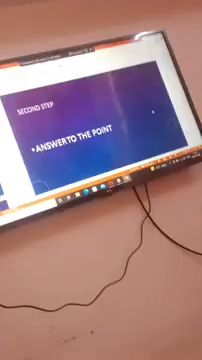 SECOND STEP
• ANSWER TO THE POINT